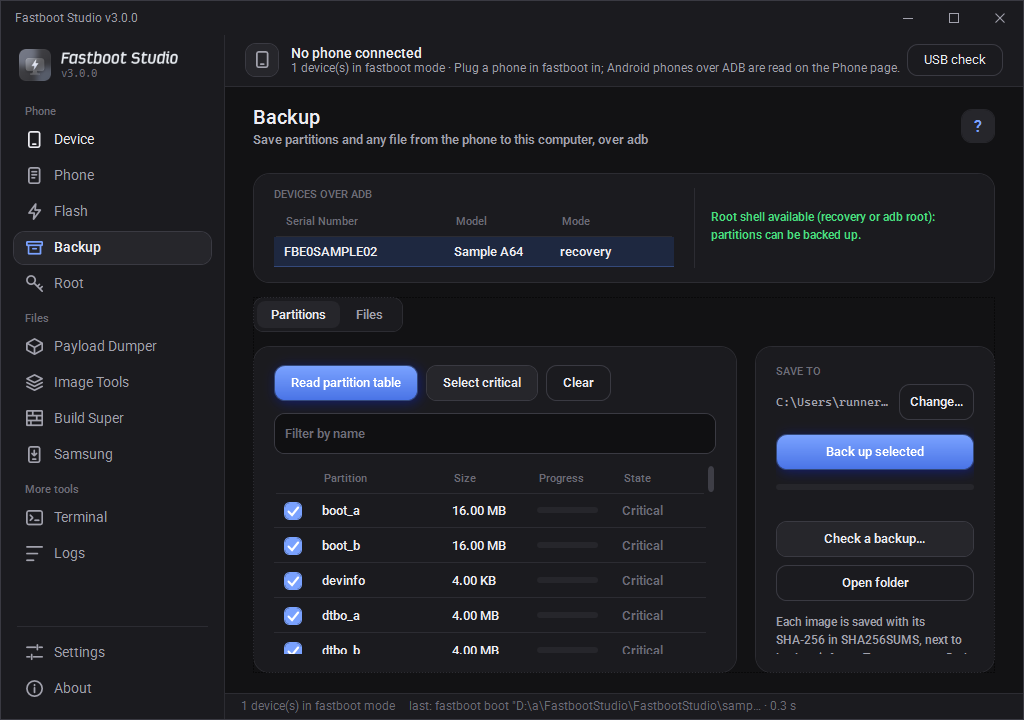 Fastboot Studio v3.0.0
Fastboot Studio
v3.0.0
Phone
Device
Phone
Flash
Backup
Root
Files
Payload Dumper
Image Tools
Build Super
Samsung
More tools
Terminal
Logs
Settings
About
No phone connected
1 device(s) in fastboot mode · Plug a phone in fastboot in; Android phones over ADB are read on the Phone page.
USB check
Backup
Save partitions and any file from the phone to this computer, over adb
?
DEVICES OVER ADB
Serial Number Model Mode
FBE0SAMPLE02 Sample A64 recovery
Root shell available (recovery or adb root):
partitions can be backed up.
Partitions Files
Read partition table Select critical Clear
Filter by name
Partition Size Progress State
boot_a 16.00 MB Critical
boot_b 16.00 MB Critical
devinfo 4.00 KB Critical
dtbo_a 4.00 MB Critical
dtbo_b 4.00 MB Critical
SAVE TO
C:\Users\runner… Change…
Back up selected
Check a backup…
Open folder
Each image is saved with its
SHA-256 in SHA256SUMS, next to
1 device(s) in fastboot mode last: fastboot boot "D:\a\FastbootStudio\FastbootStudio\samp… · 0.3 s